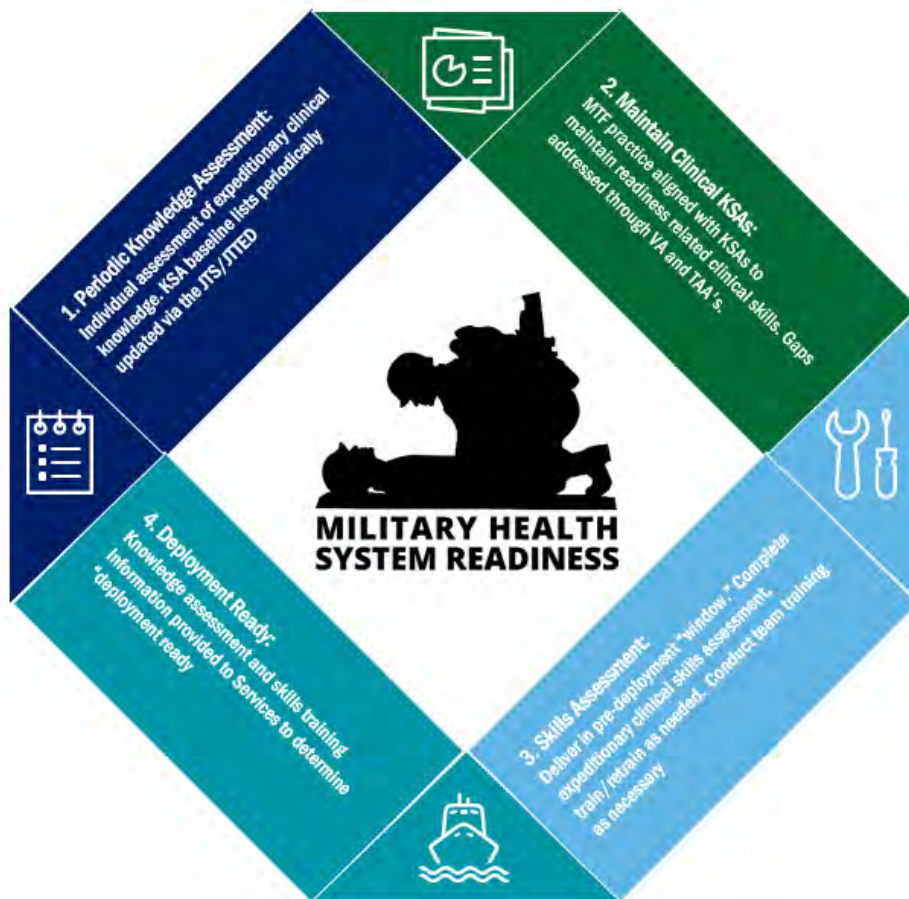 1. Periodic Knowledge Assessment:
Individual assessment of expeditionary clinical
knowledge. KSA baseline lists periodically
updated via the JTS/JTED
2. Maintain Clinical KSAs:
MTF practice aligned with KSAs to
maintain readiness related clinical skills. Gaps
addressed through VA and TAA's.
MILITARY HEALTH
SYSTEM READINESS
3. Skills Assessment:
Deliver in pre-deployment "window." Complete
expeditionary clinical skills assessment,
train/retrain as needed. Conduct team training
as necessary
4. Deployment Ready:
Knowledge assessment and skills training
Information provided to Services to determine
"deployment ready